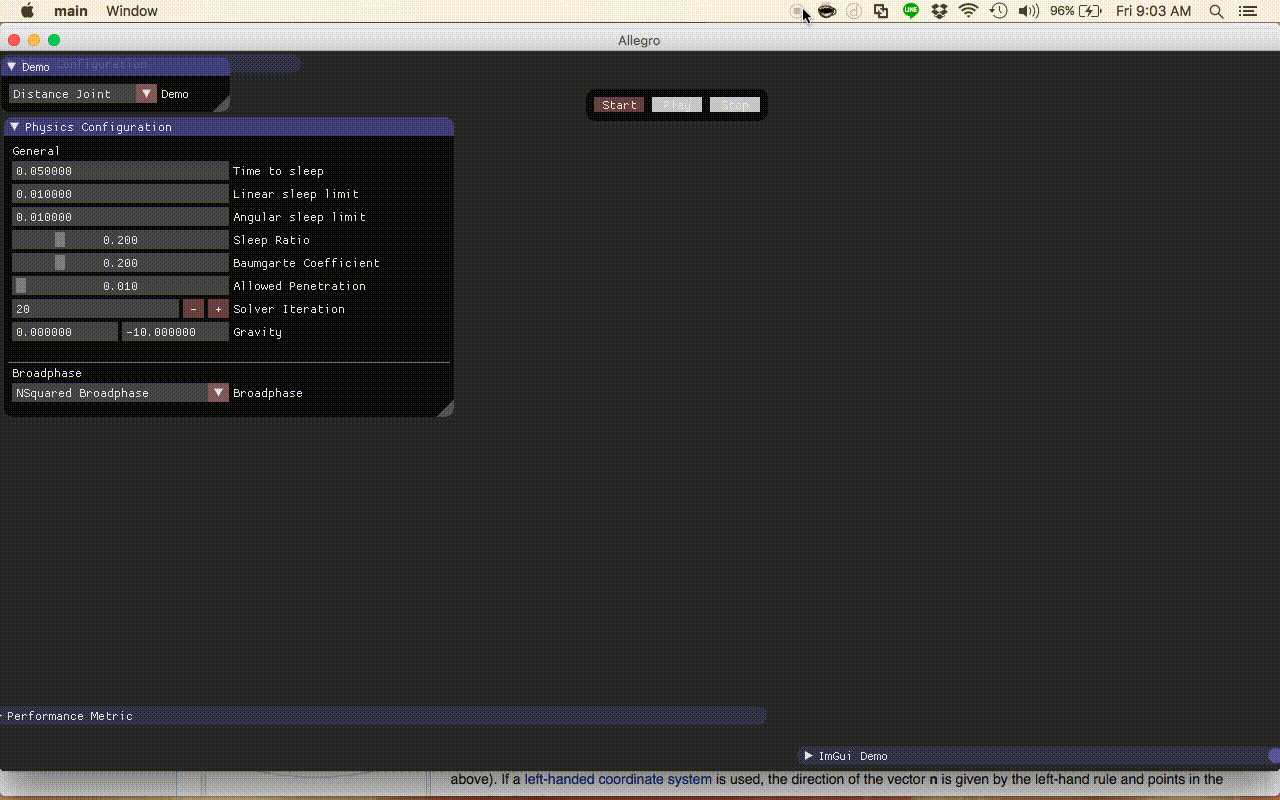 main Window LINE 96% Fri 9:03 AM
Allegro
Demo Configuration
Distance Joint Demo
Start Play Stop
Physics Configuration
General
0.050000 Time to sleep
0.010000 Linear sleep limit
0.010000 Angular sleep limit
0.200 Sleep Ratio
0.200 Baumgarte Coefficient
0.010 Allowed Penetration
20 - + Solver Iteration
0.000000 -10.000000 Gravity
Broadphase
NSquared Broadphase Broadphase
Performance Metric
ImGui Demo
above). If a left-handed coordinate system is used, the direction of the vector n is given by the left-hand rule and points in the